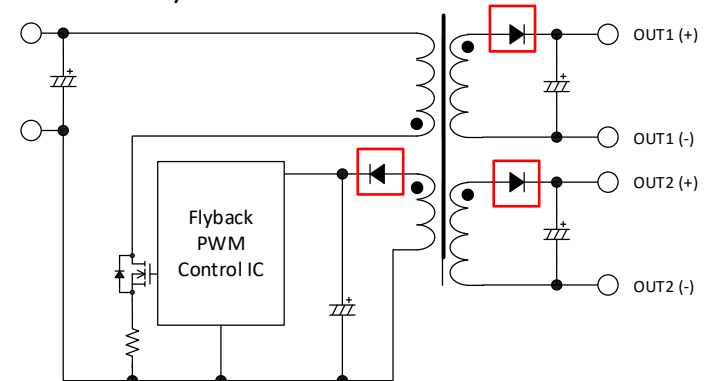 OUT1 (+)
OUT1 (-)
OUT2 (+)
Flyback
PWM
Control IC
OUT2 (-)